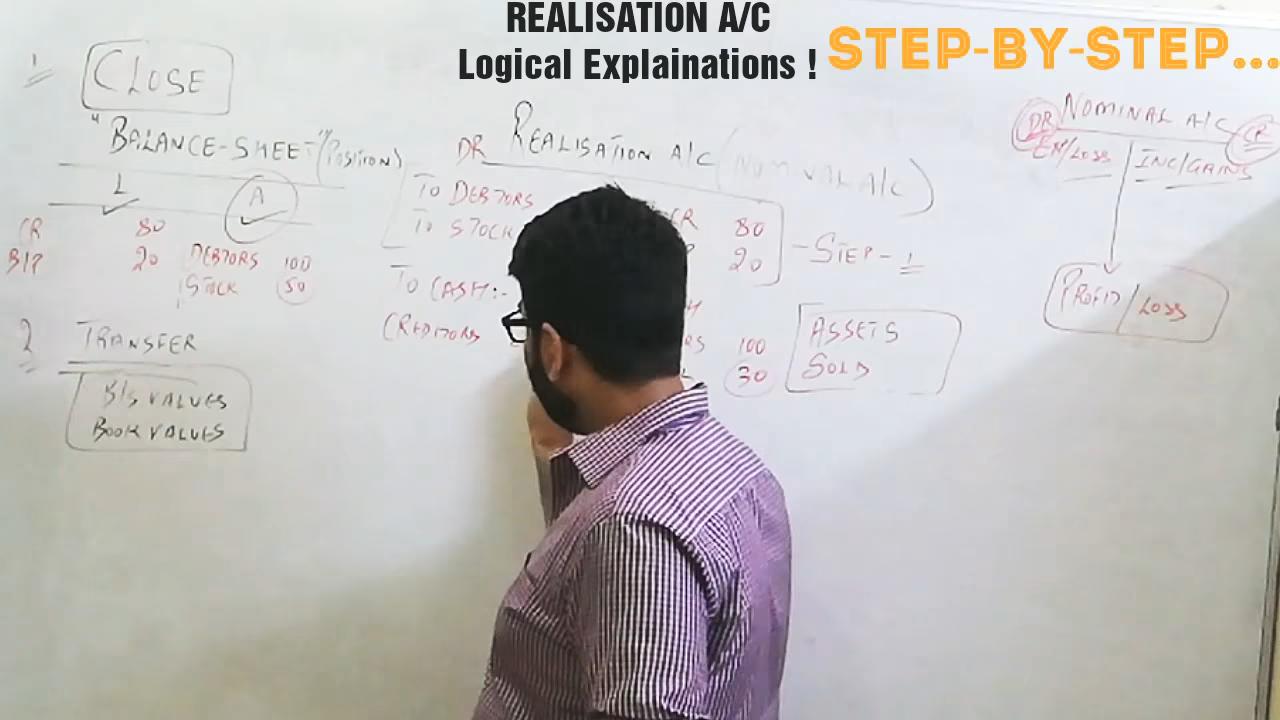 REALISATION A/C
Logical Explainations !
STEP-BY-STEP...
1
CLOSE
"BALANCE-SHEET" (POSITION)
L A
CR 80
B/P 20 DEBTORS 100
STOCK 50
2 TRANSFER
B/S VALUES
BOOK VALUES
DR REALISATION A/C (NOMINAL A/C)
TO DEBTORS
TO STOCK CR 80
20
- STEP - 1
TO CASH:-
CREDITORS
RS 100
30
ASSETS
SOLD
NOMINAL A/C
DR CR
EX/LOSS INC/GAINS
PROFIT/LOSS